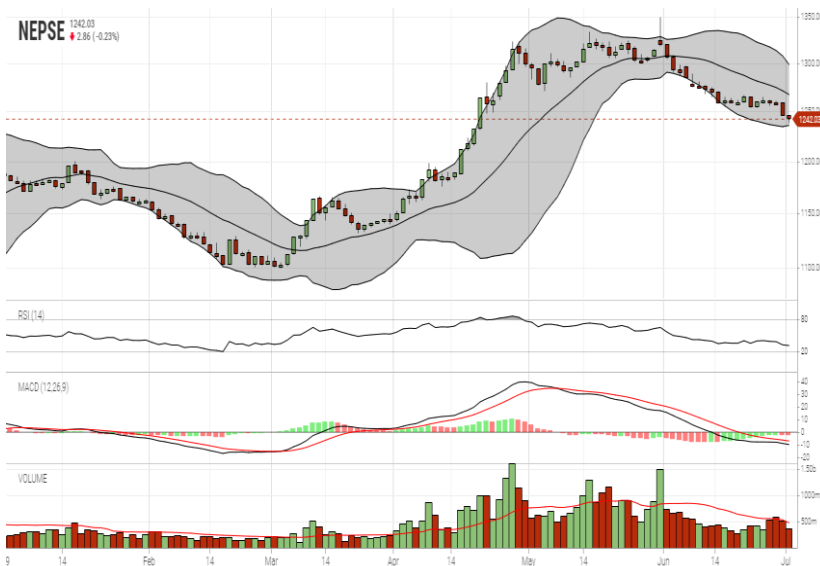 NEPSE 1242.03
2.86 ( -0.23%)
1350.0
1300.0
1250.0
1242.03
1200.0
1150.0
1100.0
RSI (14)
80
20
MACD (12,26,9)
40
30
20
10
0
-10
-20
VOLUME
1.5b
1000m
500m
9 14 Feb 14 Mar 14 Apr 14 May 14 Jun 14 Jul